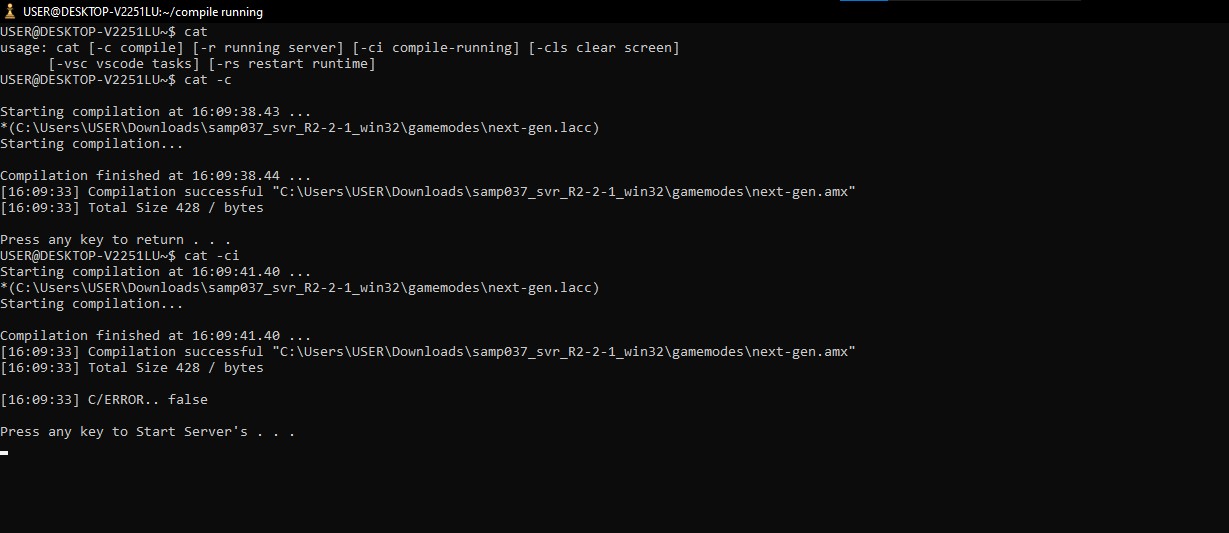 USER@DESKTOP-V2251LU:~/compile running
USER@DESKTOP-V2251LU~$ cat
usage: cat [-c compile] [-r running server] [-ci compile-running] [-cls clear screen]
[-vsc vscode tasks] [-rs restart runtime]
USER@DESKTOP-V2251LU~$ cat -c
Starting compilation at 16:09:38.43 ...
*(C:\Users\USER\Downloads\samp037_svr_R2-2-1_win32\gamemodes\next-gen.lacc)
Starting compilation...
Compilation finished at 16:09:38.44 ...
[16:09:33] Compilation successful "C:\Users\USER\Downloads\samp037_svr_R2-2-1_win32\gamemodes\next-gen.amx"
[16:09:33] Total Size 428 / bytes
Press any key to return . . .
USER@DESKTOP-V2251LU~$ cat -ci
Starting compilation at 16:09:41.40 ...
*(C:\Users\USER\Downloads\samp037_svr_R2-2-1_win32\gamemodes\next-gen.lacc)
Starting compilation...
Compilation finished at 16:09:41.40 ...
[16:09:33] Compilation successful "C:\Users\USER\Downloads\samp037_svr_R2-2-1_win32\gamemodes\next-gen.amx"
[16:09:33] Total Size 428 / bytes
[16:09:33] C/ERROR.. false
Press any key to Start Server's . . .